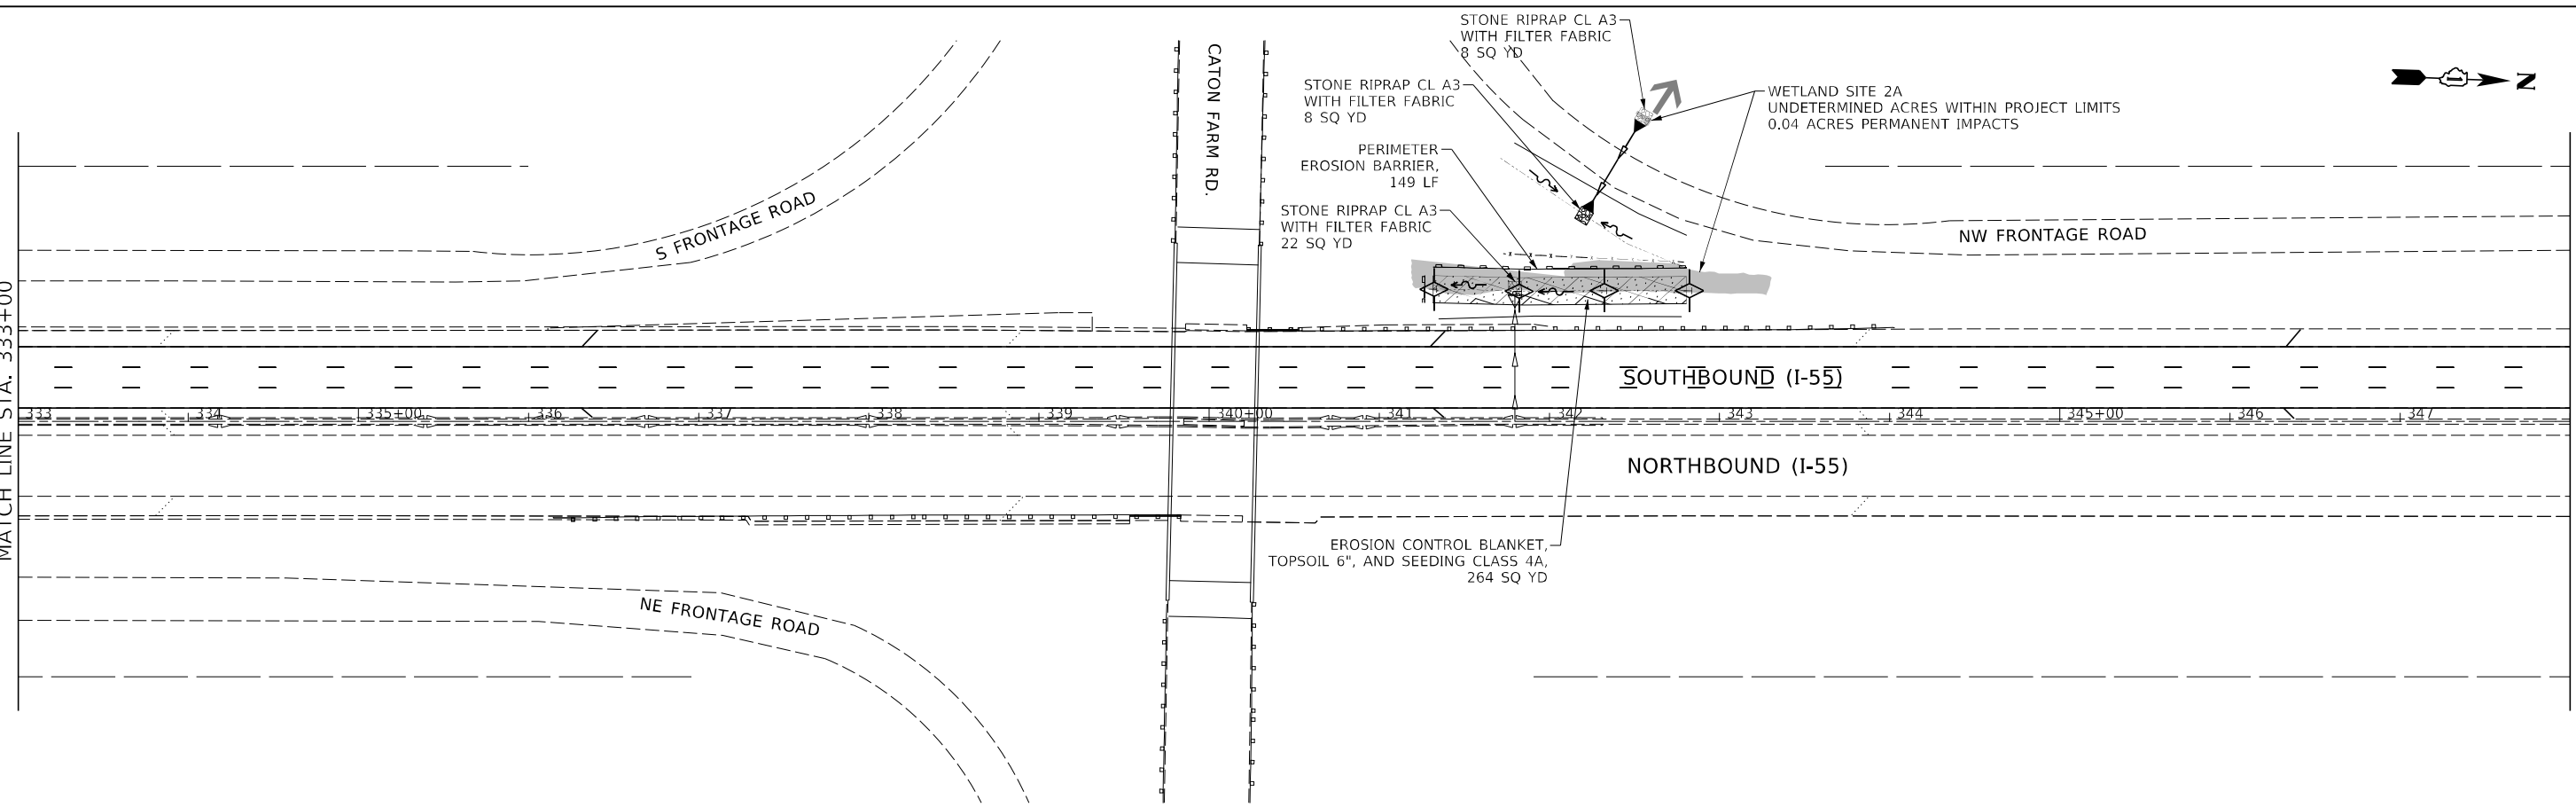 STONE RIPRAP CL A3
WITH FILTER FABRIC
8 SQ YD
STONE RIPRAP CL A3
WITH FILTER FABRIC
8 SQ YD
WETLAND SITE 2A
UNDETERMINED ACRES WITHIN PROJECT LIMITS
0.04 ACRES PERMANENT IMPACTS
N
CATON FARM RD.
PERIMETER
EROSION BARRIER,
149 LF
STONE RIPRAP CL A3
WITH FILTER FABRIC
22 SQ YD
S FRONTAGE ROAD
NW FRONTAGE ROAD
MATCH LINE STA. 333+00
SOUTHBOUND (I-55)
333 334 335+00 336 337 338 339 340+00 341 342 343 344 345+00 346 347
NORTHBOUND (I-55)
EROSION CONTROL BLANKET,
TOPSOIL 6", AND SEEDING CLASS 4A,
264 SQ YD
NE FRONTAGE ROAD